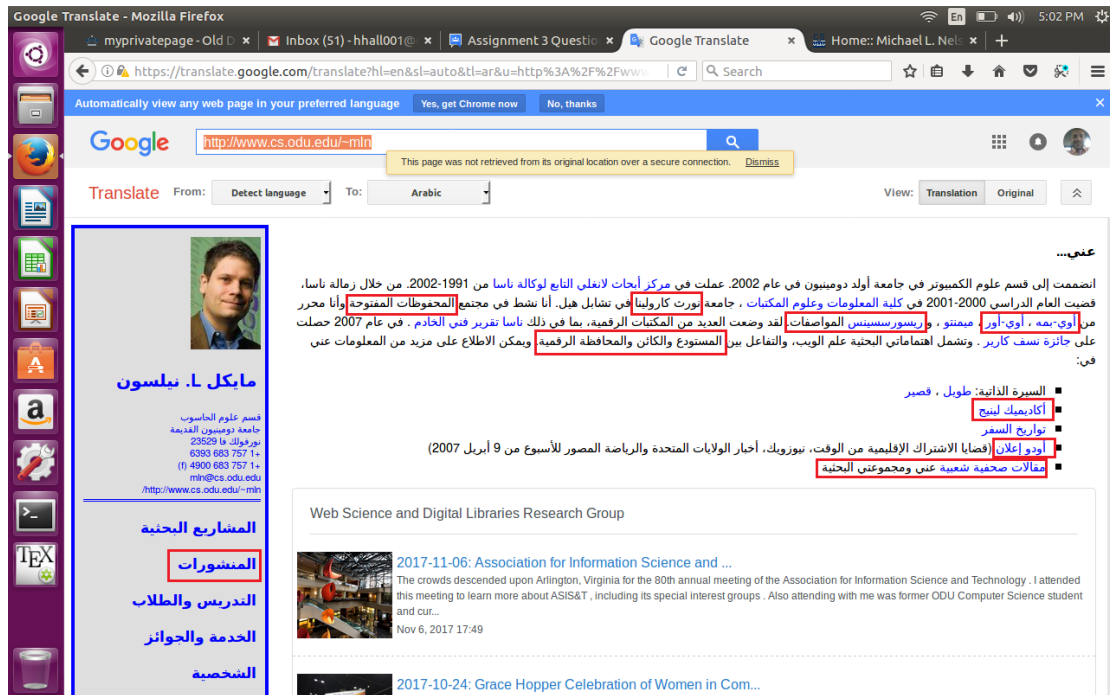 Google Translate - Mozilla Firefox
En
5:02 PM
myprivatepage - Old D
Inbox (51) - hhall001@
Assignment 3 Questio
Google Translate
Home:: Michael L. Nels
https://translate.google.com/translate?hl=en&sl=auto&tl=ar&u=http%3A%2F%2Fwww
Search
Automatically view any web page in your preferred language
Yes, get Chrome now
No, thanks
Google
http://www.cs.odu.edu/~mln
This page was not retrieved from its original location over a secure connection. Dismiss
Translate
From:
Detect language
To:
Arabic
View:
Translation
Original
عني...
انضممت إلى قسم علوم الكمبيوتر في جامعة أولد دومينيون في عام 2002. عملت في مركز أبحاث لانغلي التابع لوكالة ناسا من 1991-2002. من خلال زمالة ناسا،
قضيت العام الدراسي 2000-2001 في كلية المعلومات وعلوم المكتبات ، جامعة نورث كارولينا في تشابل هيل. أنا نشط في مجتمع المحفوظات المفتوحة وأنا محرر
من أوي-بمه ، أوي-أور ، ميمنتو ، و ريسورسسينس المواصفات. لقد وضعت العديد من المكتبات الرقمية، بما في ذلك ناسا تقرير فني الخادم . في عام 2007 حصلت
على جائزة نسف كارير . وتشمل اهتماماتي البحثية علم الويب، والتفاعل بين المستودع والكائن والمحافظة الرقمية. ويمكن الاطلاع على مزيد من المعلومات عني
في:
السيرة الذاتية: طويل ، قصير
أكاديميك لينيج
تواريخ السفر
أودو إعلان (قضايا الاشتراك الإقليمية من الوقت، نيوزويك، أخبار الولايات المتحدة والرياضة المصور للأسبوع من 9 أبريل 2007)
مقالات صحفية شعبية عني ومجموعتي البحثية .
مايكل L. نيلسون
قسم علوم الحاسوب
جامعة دومينيون القديمة
نورفولك فا 23529
+1 757 683 6393
+1 757 683 4900 (f)
mln@cs.odu.edu
http://www.cs.odu.edu/~mln/
المشاريع البحثية
المنشورات
التدريس والطلاب
الخدمة والجوائز
الشخصية
Web Science and Digital Libraries Research Group
2017-11-06: Association for Information Science and ...
The crowds descended upon Arlington, Virginia for the 80th annual meeting of the Association for Information Science and Technology . I attended
this meeting to learn more about ASIS&T , including its special interest groups . Also attending with me was former ODU Computer Science student
and cur...
Nov 6, 2017 17:49
2017-10-24: Grace Hopper Celebration of Women in Com...